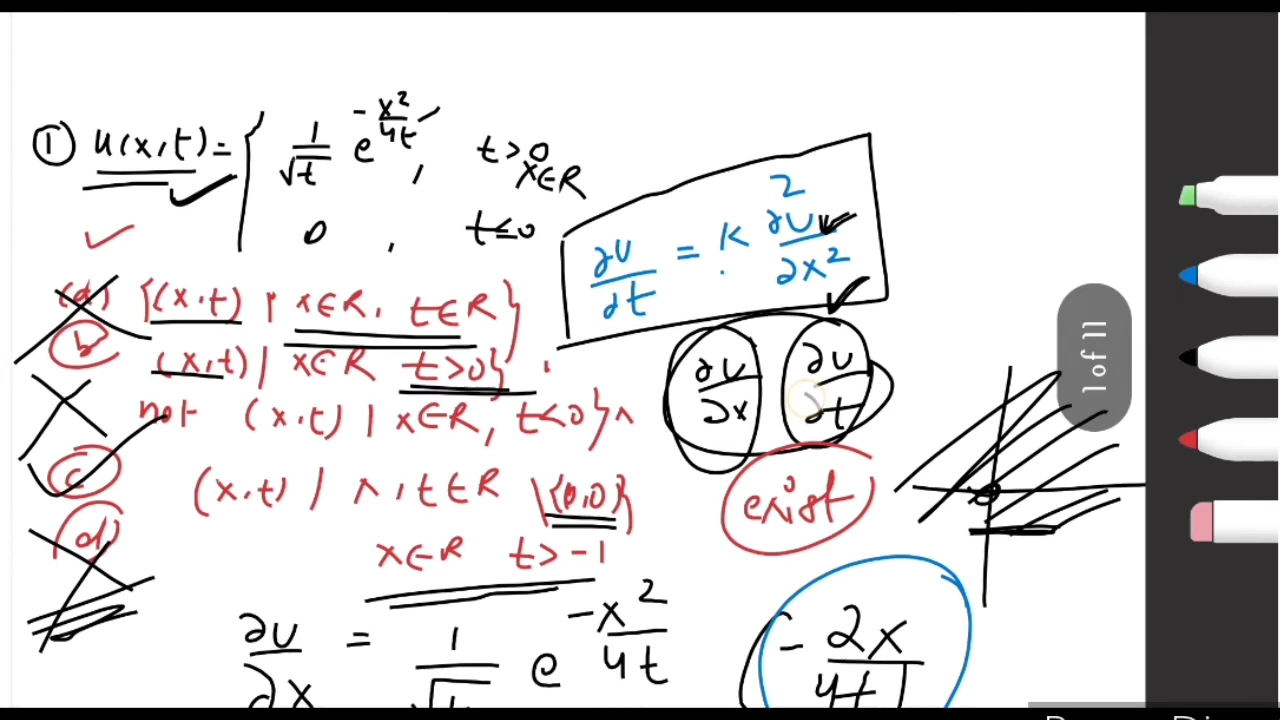 ① u(x,t) = { 1/√t e^(-x²/4t) , t>0 x∈R
0 , t≤0
∂u/∂t = K ∂²u/∂x²
(a) {(x,t) | x∈R, t∈R}
(b) (x,t) | x∈R t>0}
not (x,t) | x∈R, t<0} ^
(c) (x,t) | x,t∈R \{(0,0)}
(d) x∈R t>-1
∂u/∂x ∂u/∂t
exist
∂u/∂x = 1/√t e^(-x²/4t) -2x/4t
1 of 11